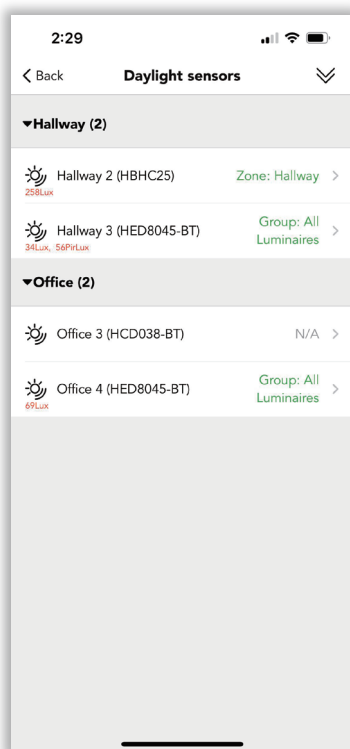 2:29
Back Daylight sensors
▾Hallway (2)
Hallway 2 (HBHC25) Zone: Hallway
258Lux
Hallway 3 (HED8045-BT) Group: All
Luminaires
34Lux, 56PirLux
▾Office (2)
Office 3 (HCD038-BT) N/A
Office 4 (HED8045-BT) Group: All
Luminaires
69Lux